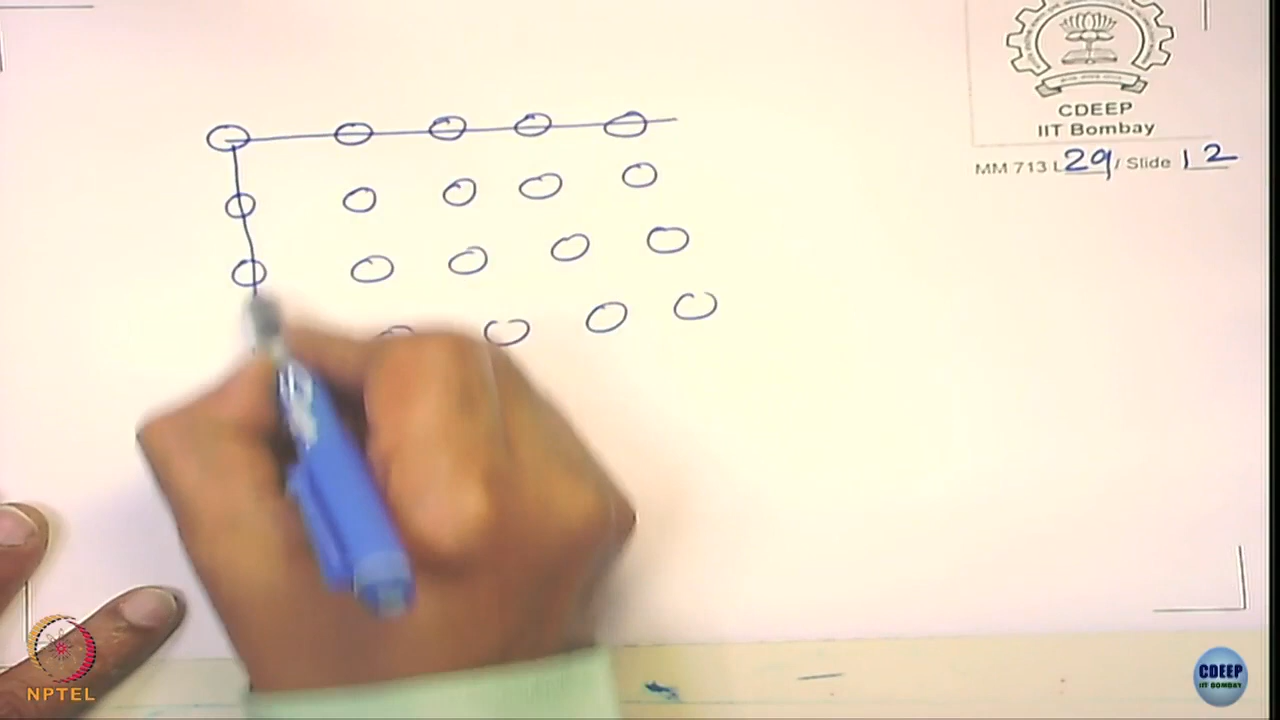 CDEEP
IIT Bombay
MM 713 L29 / Slide 12
NPTEL
CDEEP
IIT BOMBAY